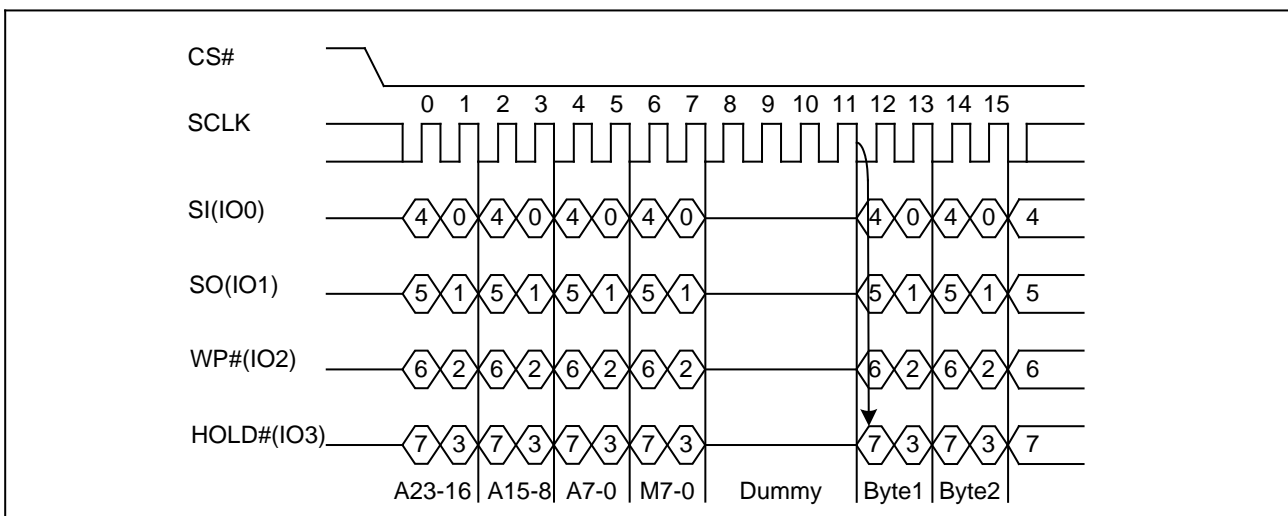 CS#
0 1 2 3 4 5 6 7 8 9 10 11 12 13 14 15
SCLK
SI(IO0) 4 0 4 0 4 0 4 0 4 0 4 0 4
SO(IO1) 5 1 5 1 5 1 5 1 5 1 5 1 5
WP#(IO2) 6 2 6 2 6 2 6 2 6 2 6 2 6
HOLD#(IO3) 7 3 7 3 7 3 7 3 7 3 7 3 7
A23-16 A15-8 A7-0 M7-0 Dummy Byte1 Byte2